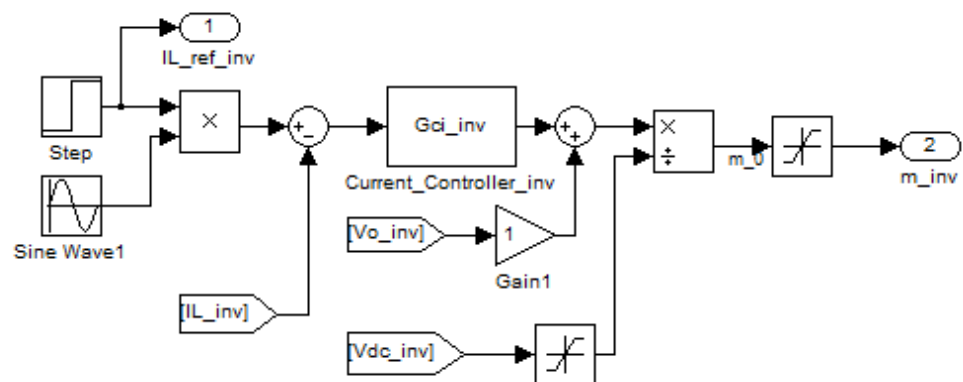 1
IL_ref_inv
×
Step
Sine Wave1
+
−
Gci_inv
Current_Controller_inv
+
+
×
÷
m_0
2
m_inv
[Vo_inv]
1
Gain1
[IL_inv]
[Vdc_inv]